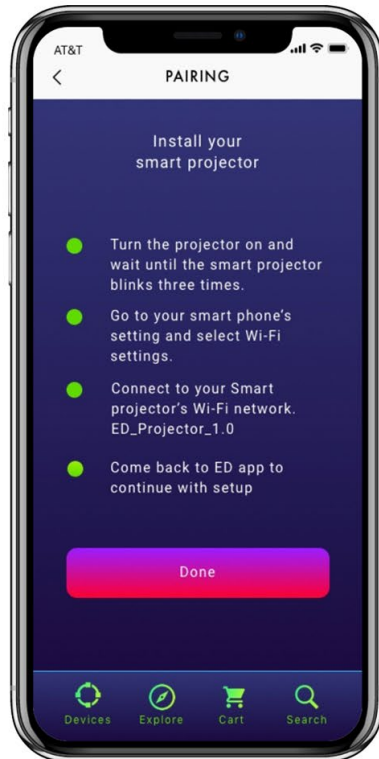 AT&T
PAIRING
Install your
smart projector
Turn the projector on and
wait until the smart projector
blinks three times.
Go to your smart phone's
setting and select Wi-Fi
settings.
Connect to your Smart
projector's Wi-Fi network.
ED_Projector_1.0
Come back to ED app to
continue with setup
Done
Devices Explore Cart Search